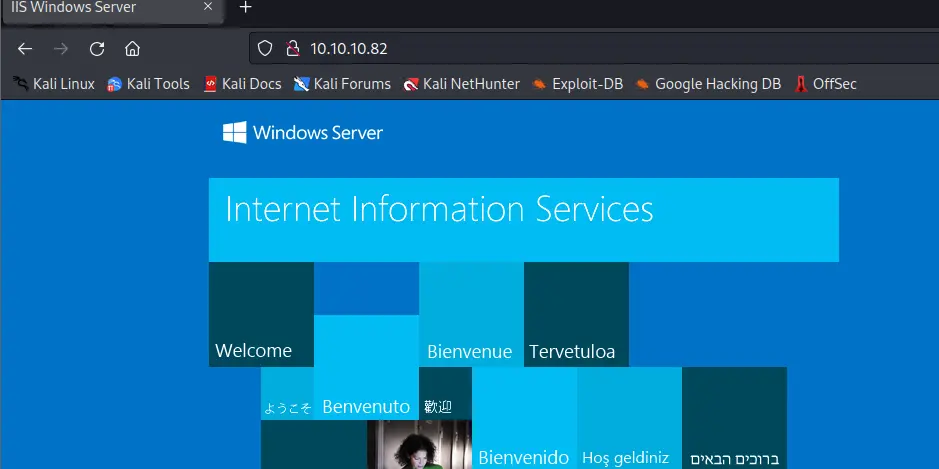 IIS Windows Server
10.10.10.82
Kali Linux Kali Tools Kali Docs Kali Forums Kali NetHunter Exploit-DB Google Hacking DB OffSec
Windows Server
Internet Information Services
Welcome Bienvenue Tervetuloa
ようこそ Benvenuto 歡迎 Bienvenido Hoş geldiniz ברוכים הבאים